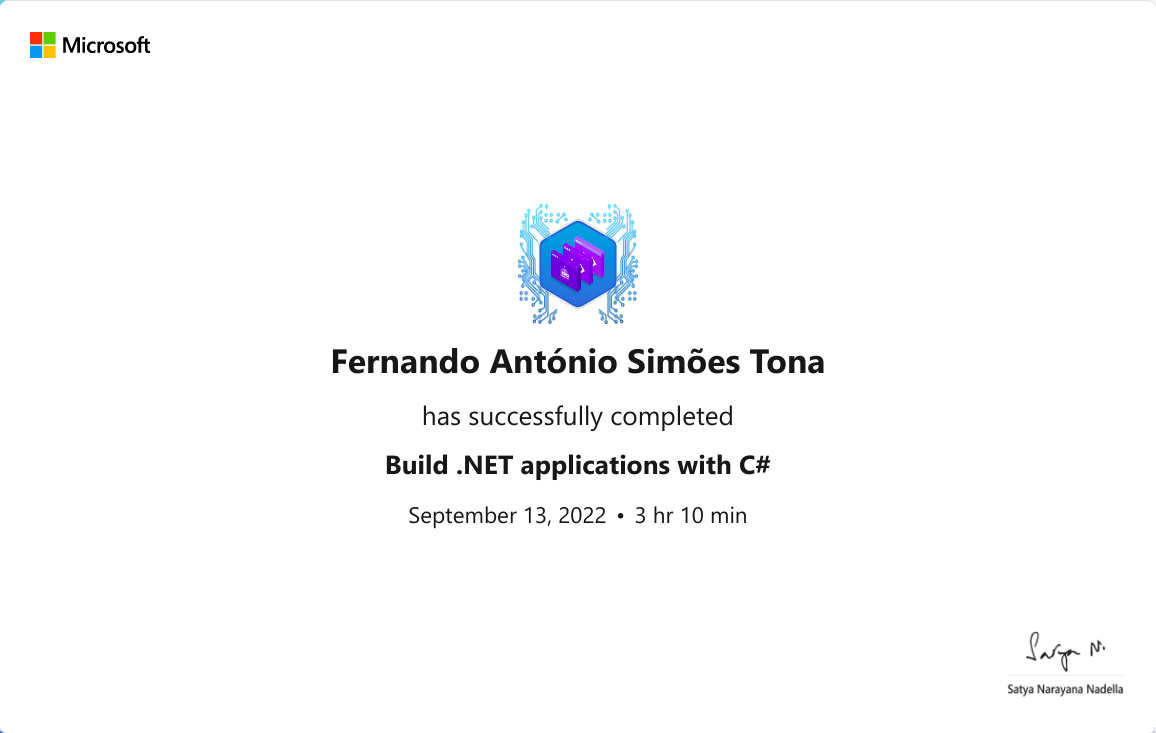 Microsoft
Fernando António Simões Tona
has successfully completed
Build .NET applications with C#
September 13, 2022 • 3 hr 10 min
Satya N.
Satya Narayana Nadella